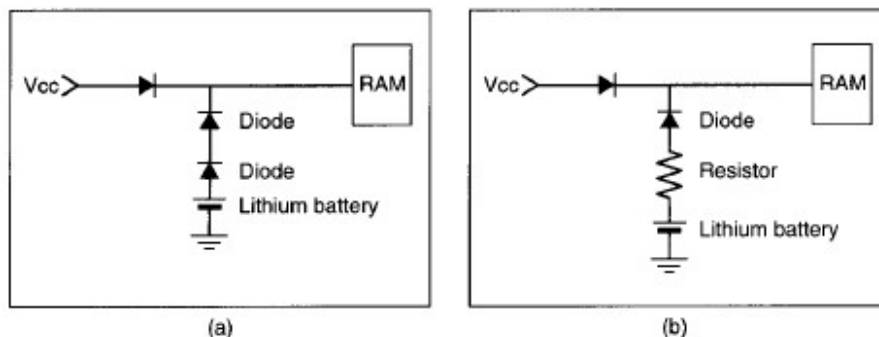 Vcc
RAM
Diode
Diode
Lithium battery
(a)
Vcc
RAM
Diode
Resistor
Lithium battery
(b)